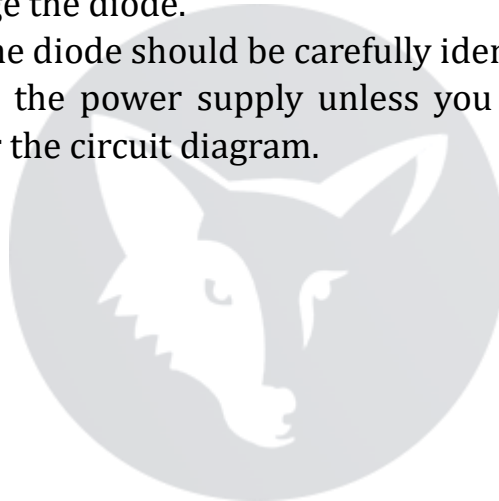 ge the diode.
he diode should be carefully iden
the power supply unless you
r the circuit diagram.